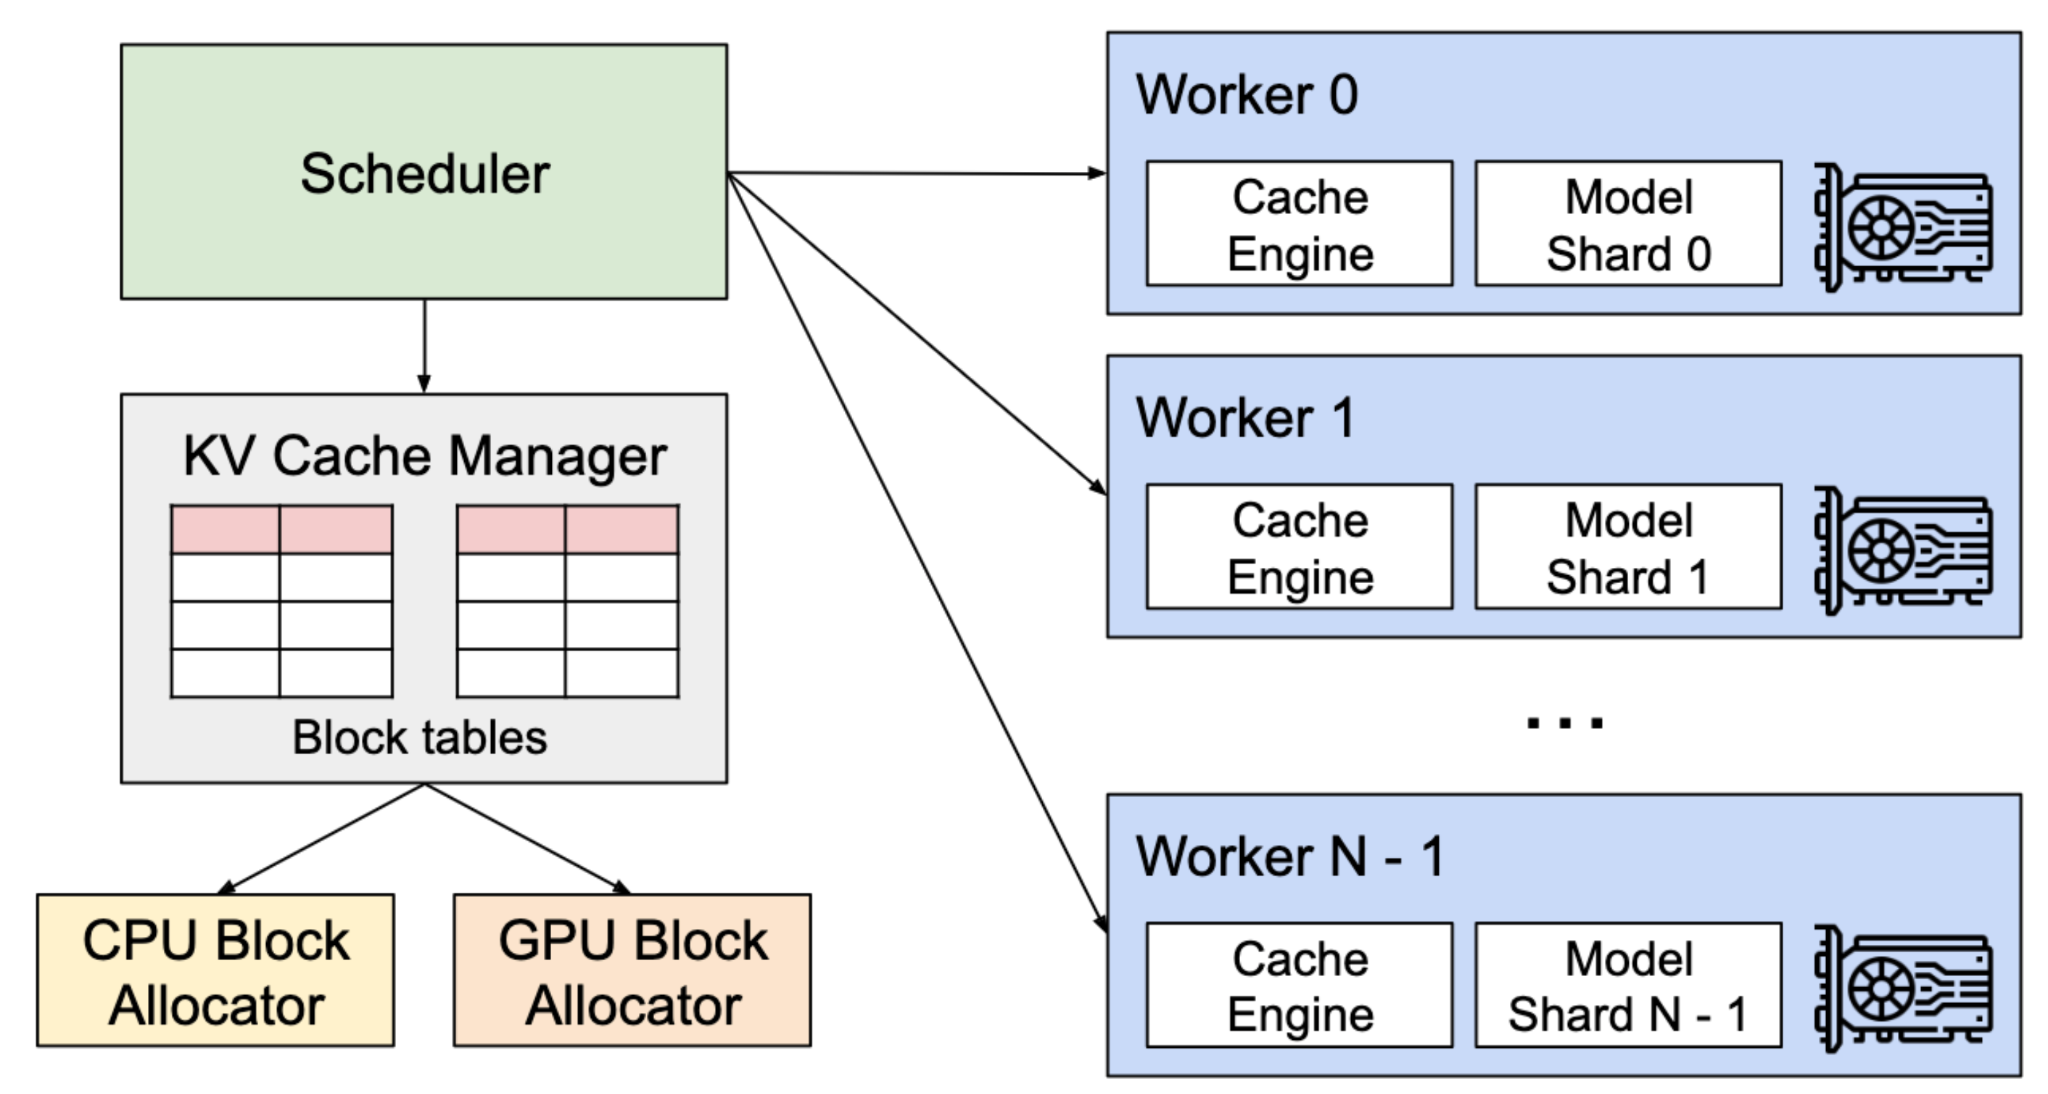 Scheduler
KV Cache Manager
Block tables
CPU Block
Allocator
GPU Block
Allocator
Worker 0
Cache
Engine
Model
Shard 0
Worker 1
Cache
Engine
Model
Shard 1
...
Worker N - 1
Cache
Engine
Model
Shard N - 1